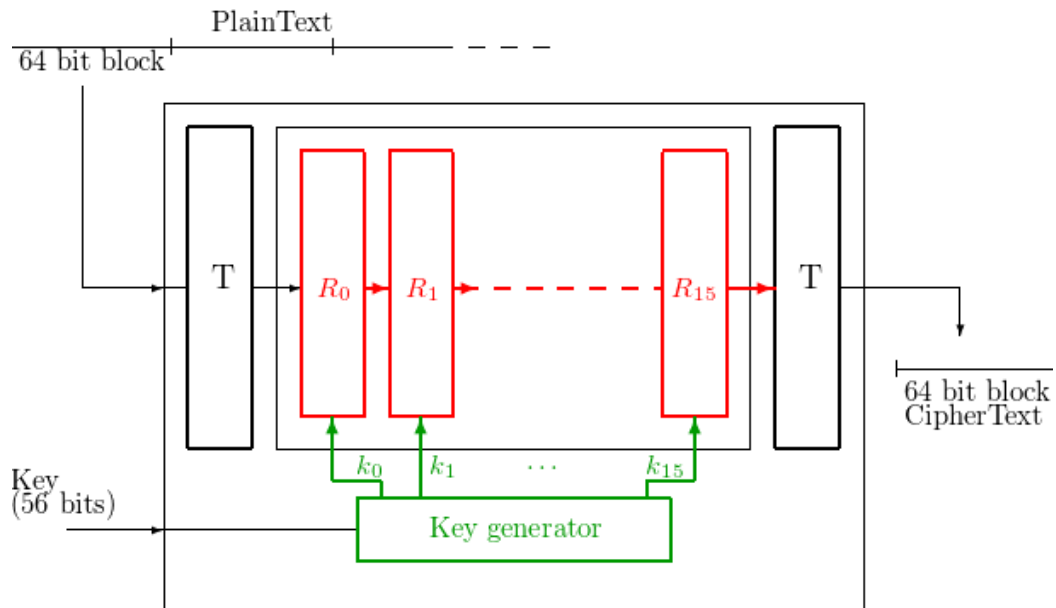 PlainText
64 bit block
T
R₀
R₁
R₁₅
T
64 bit block
CipherText
k₀
k₁
...
k₁₅
Key
(56 bits)
Key generator